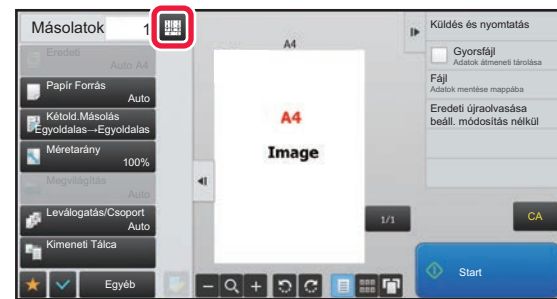 Másolatok 1
Eredeti
Auto A4
Papír Forrás
Auto
Kétold.Másolás
Egyoldalas→Egyoldalas
Méretarány
100%
Megvilágítás
Auto
Leválogatás/Csoport
Auto
Kimeneti Tálca
Egyéb
A4
A4
Image
1/1
Küldés és nyomtatás
Gyorsfájl
Adatok átmeneti tárolása
Fájl
Adatok mentése mappába
Eredeti újraolvasása
beáll. módosítás nélkül
CA
Start